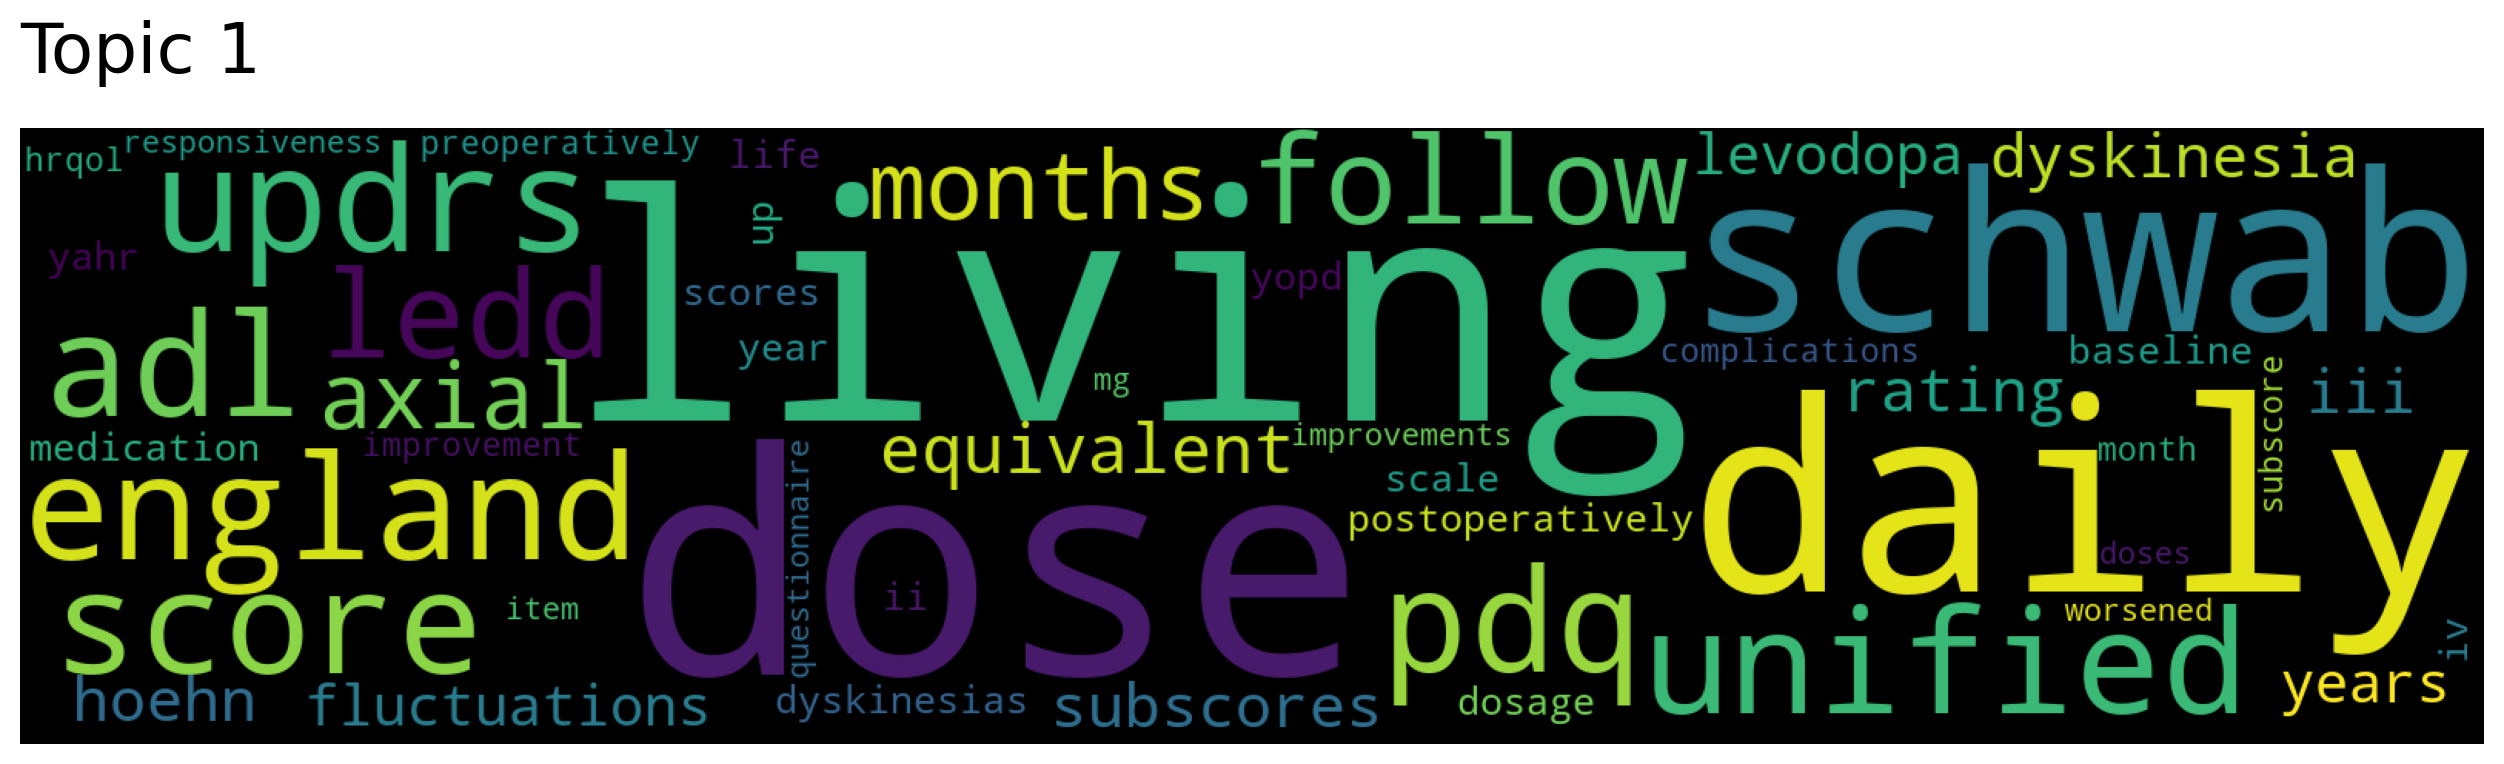 Topic 1
hrqol responsiveness preoperatively life months follow levodopa dyskinesia
updrs up living schwab
yahr ledd scores yopd
adl axial year mg complications baseline
medication improvement equivalent improvements rating iii subscore
england questionnaire scale month daily
dose postoperatively doses
score item ii pdq unified worsened iv
hoehn fluctuations dyskinesias subscores dosage years